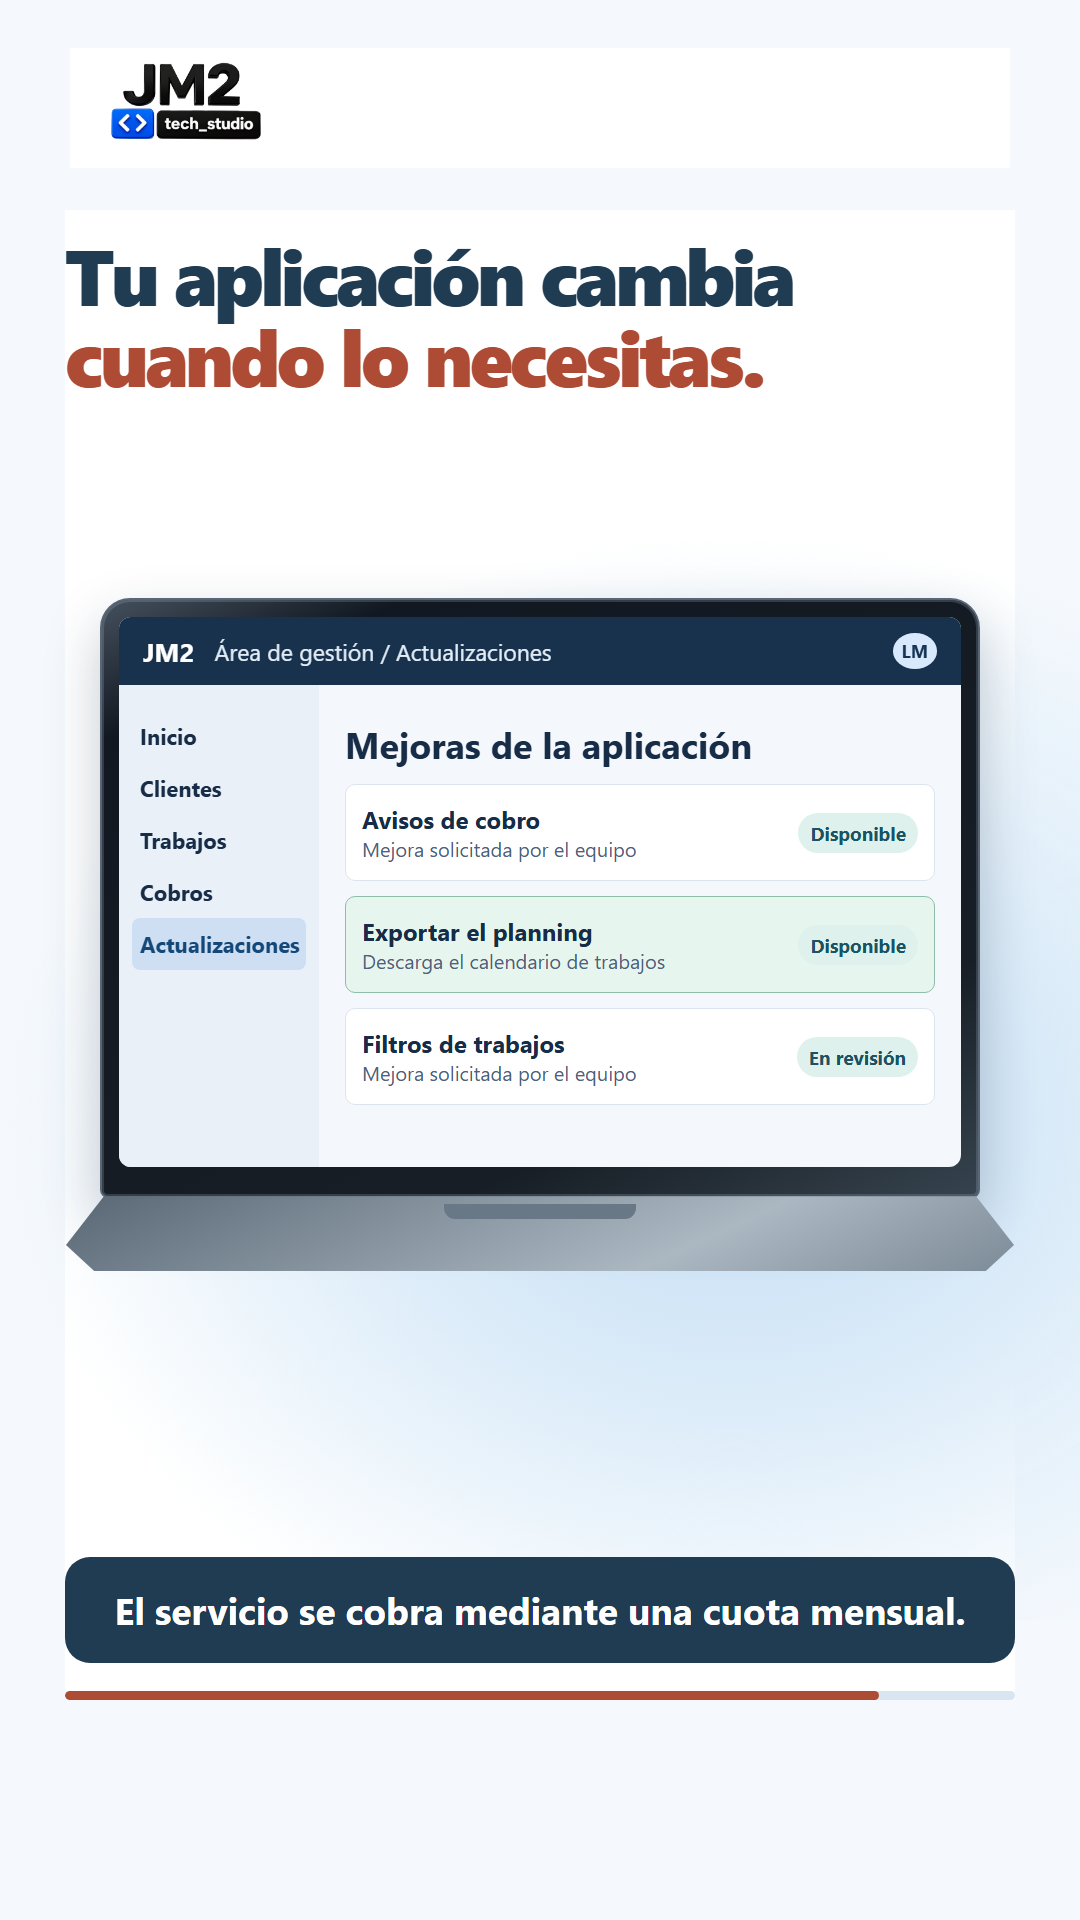 JM2
<> tech_studio
Tu aplicación cambia
cuando lo necesitas.
JM2 Área de gestión / Actualizaciones LM
Inicio
Clientes
Trabajos
Cobros
Actualizaciones
Mejoras de la aplicación
Avisos de cobro
Mejora solicitada por el equipo
Disponible
Exportar el planning
Descarga el calendario de trabajos
Disponible
Filtros de trabajos
Mejora solicitada por el equipo
En revisión
El servicio se cobra mediante una cuota mensual.